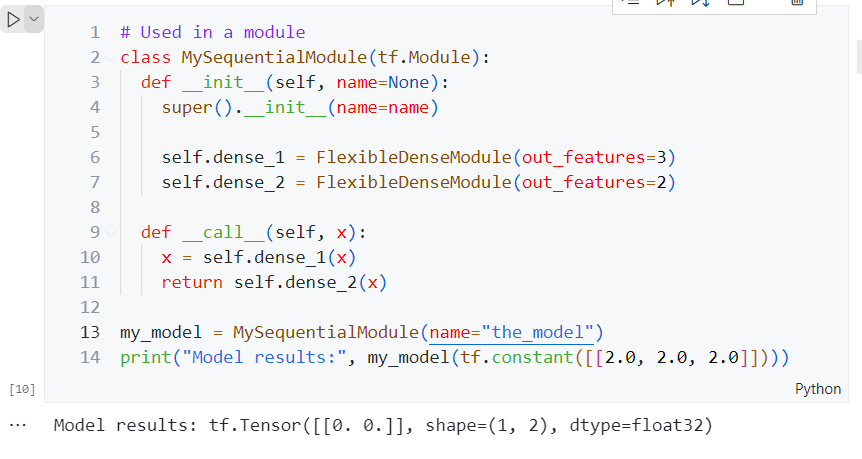 1 # Used in a module
2 class MySequentialModule(tf.Module):
3   def __init__(self, name=None):
4     super().__init__(name=name)
5
6     self.dense_1 = FlexibleDenseModule(out_features=3)
7     self.dense_2 = FlexibleDenseModule(out_features=2)
8
9   def __call__(self, x):
10     x = self.dense_1(x)
11     return self.dense_2(x)
12
13 my_model = MySequentialModule(name="the_model")
14 print("Model results:", my_model(tf.constant([[2.0, 2.0, 2.0]])))
[10] Python
... Model results: tf.Tensor([[0. 0.]], shape=(1, 2), dtype=float32)